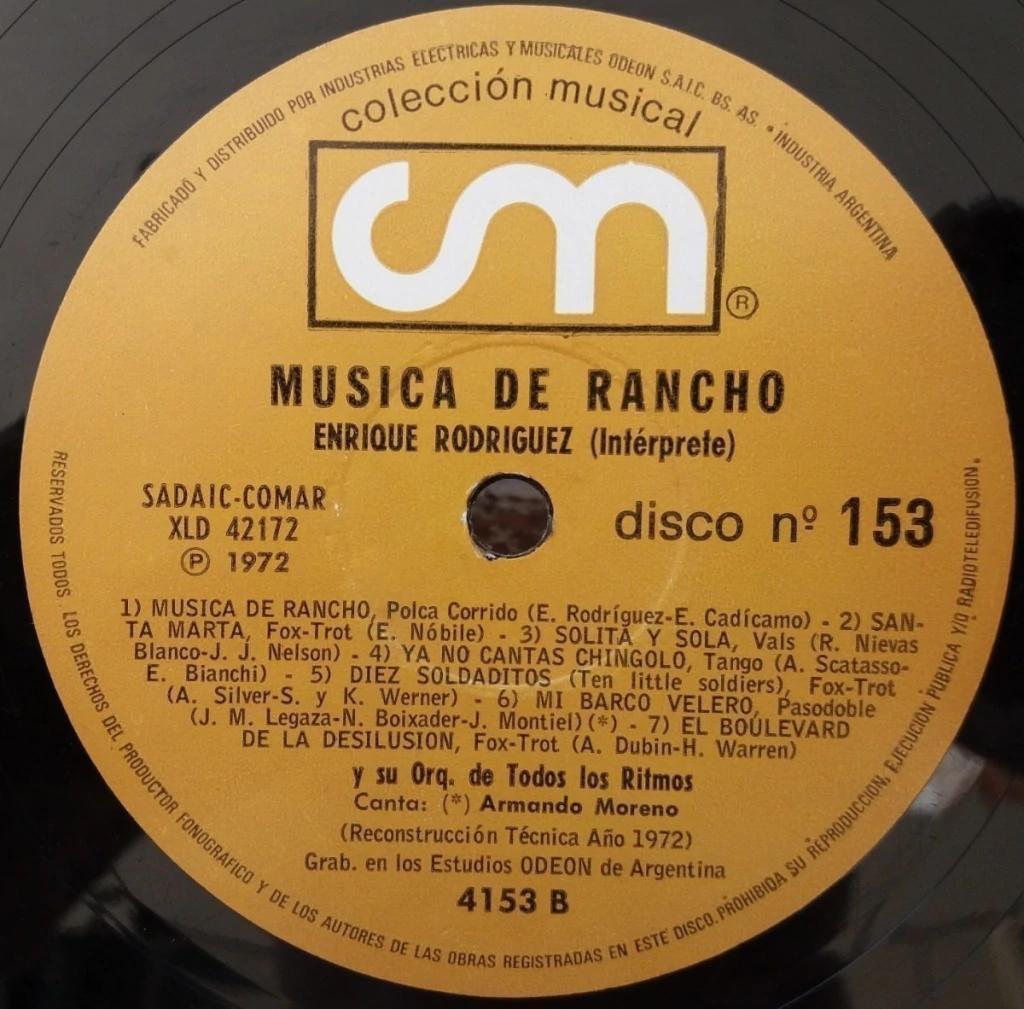 FABRICADO Y DISTRIBUIDO POR INDUSTRIAS ELECTRICAS Y MUSICALES ODEON S.A.I.C. BS. AS. • INDUSTRIA ARGENTINA
colección musical
cm
®
MUSICA DE RANCHO
ENRIQUE RODRIGUEZ (Intérprete)
SADAIC-COMAR
XLD 42172
℗ 1972
disco nº 153
1) MUSICA DE RANCHO, Polca Corrido (E. Rodríguez-E. Cadícamo) - 2) SAN-
TA MARTA, Fox-Trot (E. Nóbile) - 3) SOLITA Y SOLA, Vals (R. Nievas
Blanco-J. J. Nelson) - 4) YA NO CANTAS CHINGOLO, Tango (A. Scatasso-
E. Bianchi) - 5) DIEZ SOLDADITOS (Ten little soldiers), Fox-Trot
(A. Silver-S. y K. Werner) - 6) MI BARCO VELERO, Pasodoble
(J. M. Legaza-N. Boixader-J. Montiel) (*) - 7) EL BOULEVARD
DE LA DESILUSION, Fox-Trot (A. Dubin-H. Warren)
y su Orq. de Todos los Ritmos
Canta: (*) Armando Moreno
(Reconstrucción Técnica Año 1972)
Grab. en los Estudios ODEON de Argentina
4153 B
RESERVADOS TODOS LOS DERECHOS DEL PRODUCTOR FONOGRAFICO Y DE LOS AUTORES DE LAS OBRAS REGISTRADAS EN ESTE DISCO. PROHIBIDA SU REPRODUCCION, EJECUCION PUBLICA Y/O RADIOTELEDIFUSION.